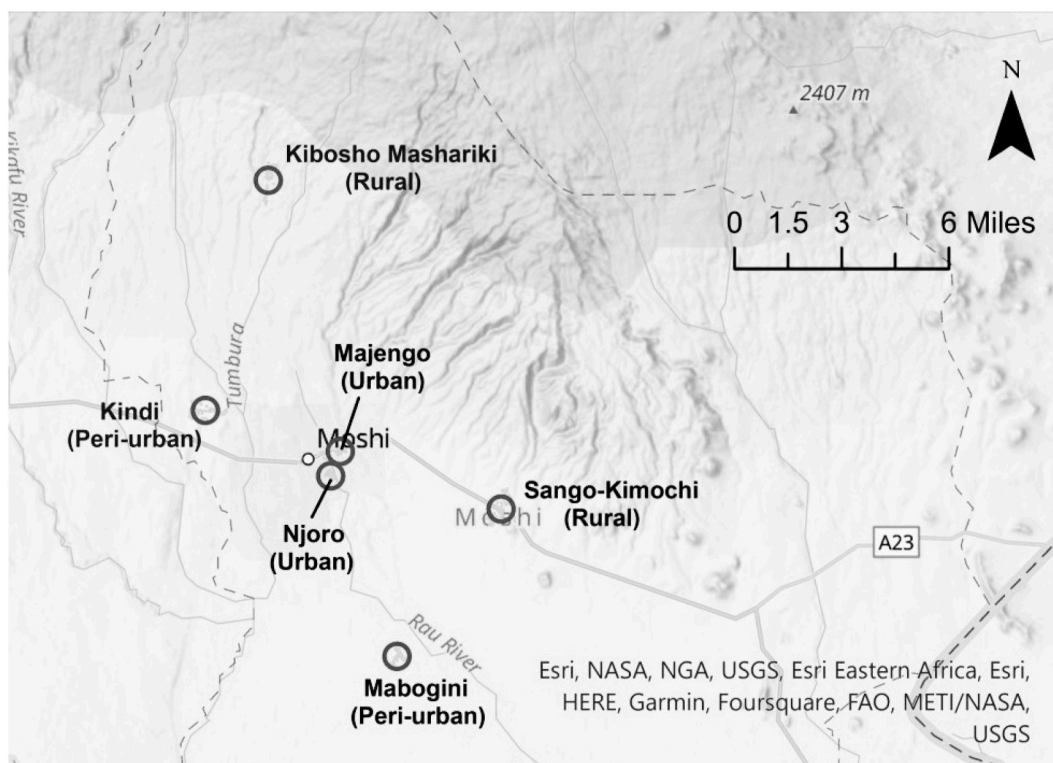 2407 m
N
Kikafu River
Kibosho Mashariki
(Rural)
0 1.5 3 6 Miles
Tumbura
Majengo
(Urban)
Kindi
(Peri-urban)
Moshi
Sango-Kimochi
(Rural)
Moshi
Njoro
(Urban)
A23
Rau River
Mabogini
(Peri-urban)
Esri, NASA, NGA, USGS, Esri Eastern Africa, Esri,
HERE, Garmin, Foursquare, FAO, METI/NASA,
USGS